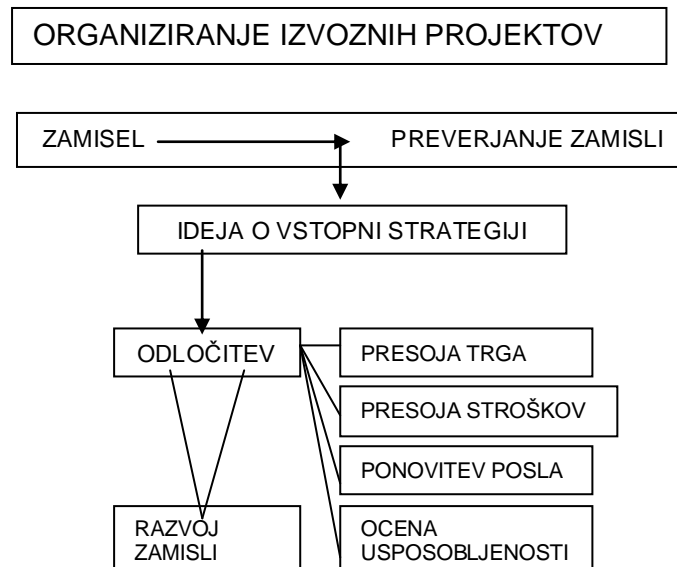 ORGANIZIRANJE IZVOZNIH PROJEKTOV
ZAMISEL PREVERJANJE ZAMISLI
IDEJA O VSTOPNI STRATEGIJI
ODLOČITEV
PRESOJA TRGA
PRESOJA STROŠKOV
PONOVITEV POSLA
RAZVOJ
ZAMISLI
OCENA
USPOSOBLJENOSTI